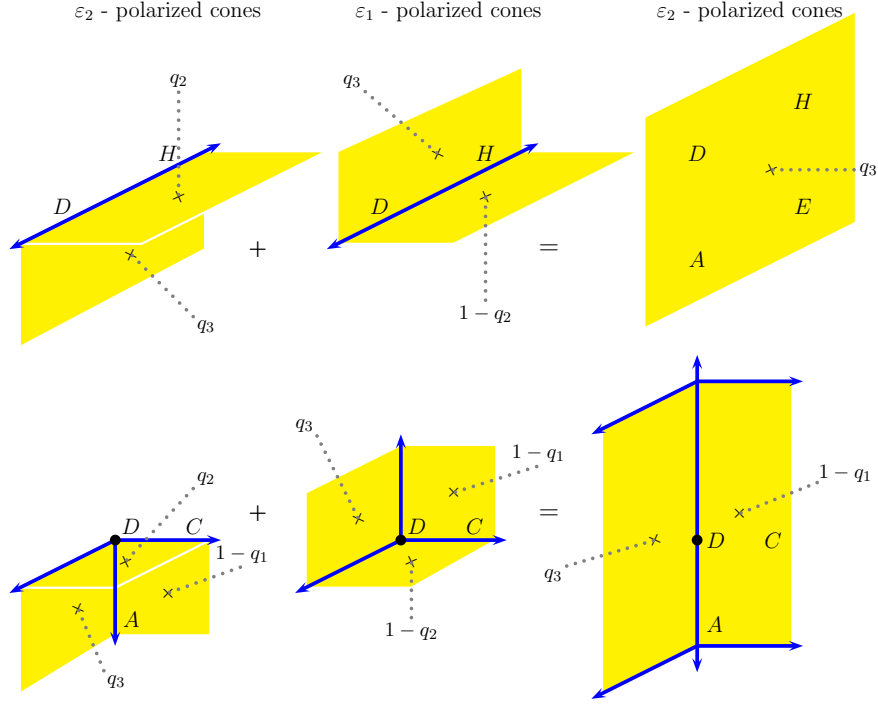 ε₂ - polarized cones
ε₁ - polarized cones
ε₂ - polarized cones
q₂
H
D
q₃
+
q₃
H
D
1 − q₂
=
H
D
q₃
E
A
q₂
D
C
1 − q₁
A
q₃
+
q₃
1 − q₁
D
C
1 − q₂
=
1 − q₁
q₃
D
C
A